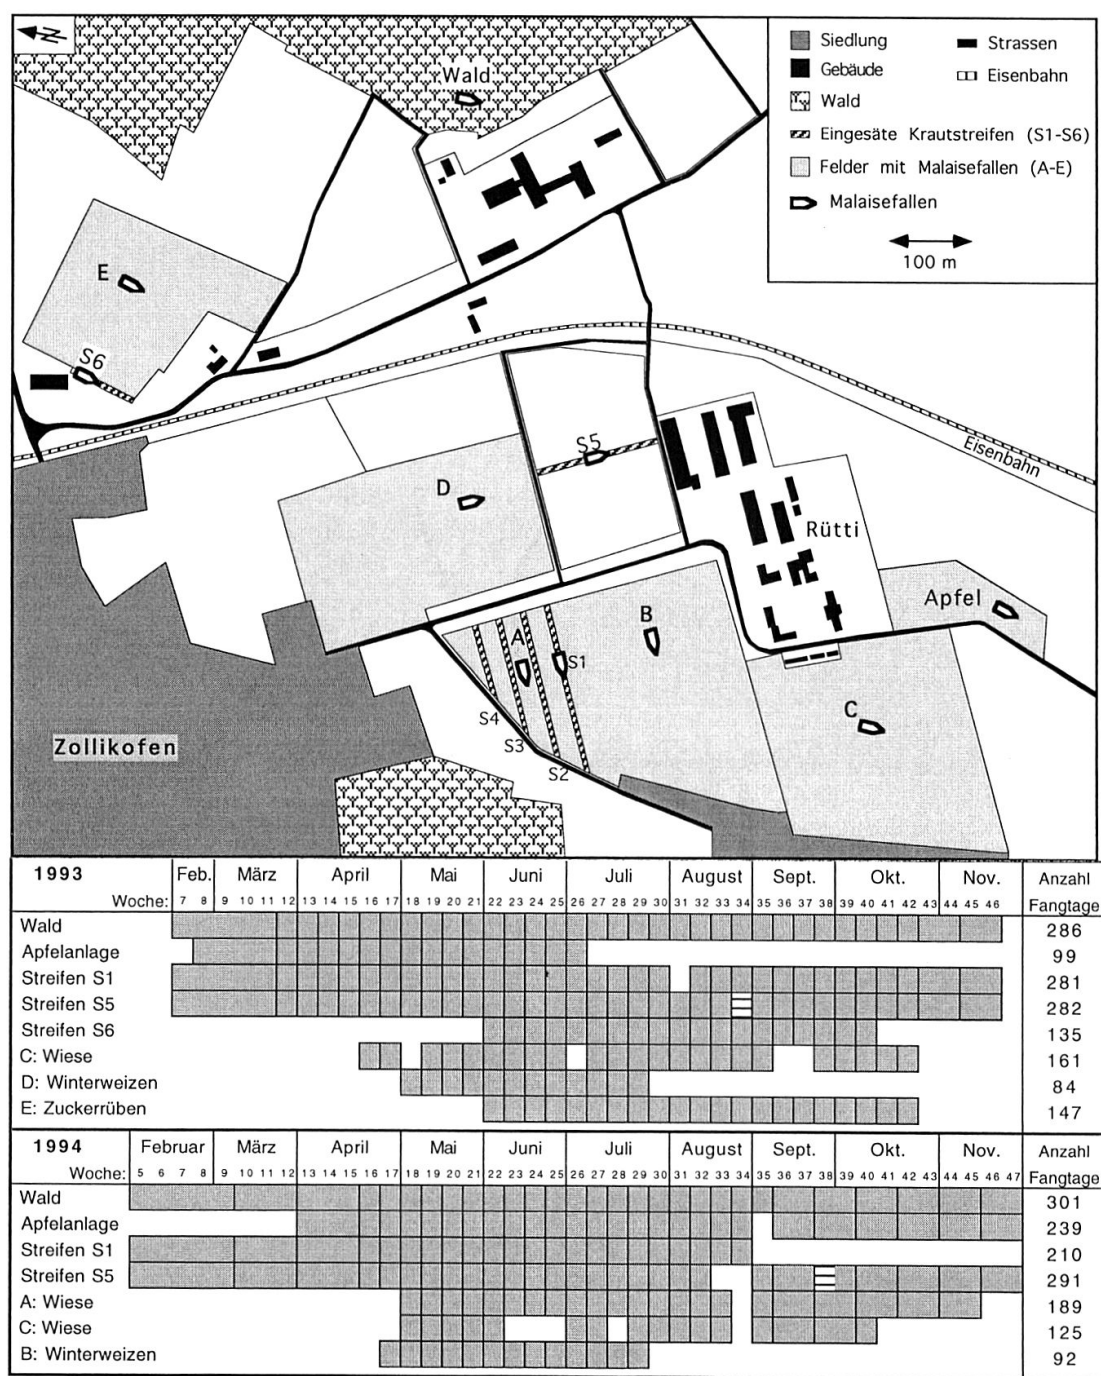 N
Wald
Siedlung
Strassen
Gebäude
Eisenbahn
Wald
Eingesäte Krautstreifen (S1-S6)
Felder mit Malaisefallen (A-E)
Malaisefallen
100 m
E
S6
S5
Eisenbahn
D
Rütti
Apfel
B
A
S1
C
S4
S3
S2
Zollikofen
1993 Feb. März April Mai Juni Juli August Sept. Okt. Nov. Anzahl
Woche: 7 8 9 10 11 12 13 14 15 16 17 18 19 20 21 22 23 24 25 26 27 28 29 30 31 32 33 34 35 36 37 38 39 40 41 42 43 44 45 46 Fangtage
Wald 286
Apfelanlage 99
Streifen S1 281
Streifen S5 282
Streifen S6 135
C: Wiese 161
D: Winterweizen 84
E: Zuckerrüben 147
1994 Februar März April Mai Juni Juli August Sept. Okt. Nov. Anzahl
Woche: 5 6 7 8 9 10 11 12 13 14 15 16 17 18 19 20 21 22 23 24 25 26 27 28 29 30 31 32 33 34 35 36 37 38 39 40 41 42 43 44 45 46 47 Fangtage
Wald 301
Apfelanlage 239
Streifen S1 210
Streifen S5 291
A: Wiese 189
C: Wiese 125
B: Winterweizen 92